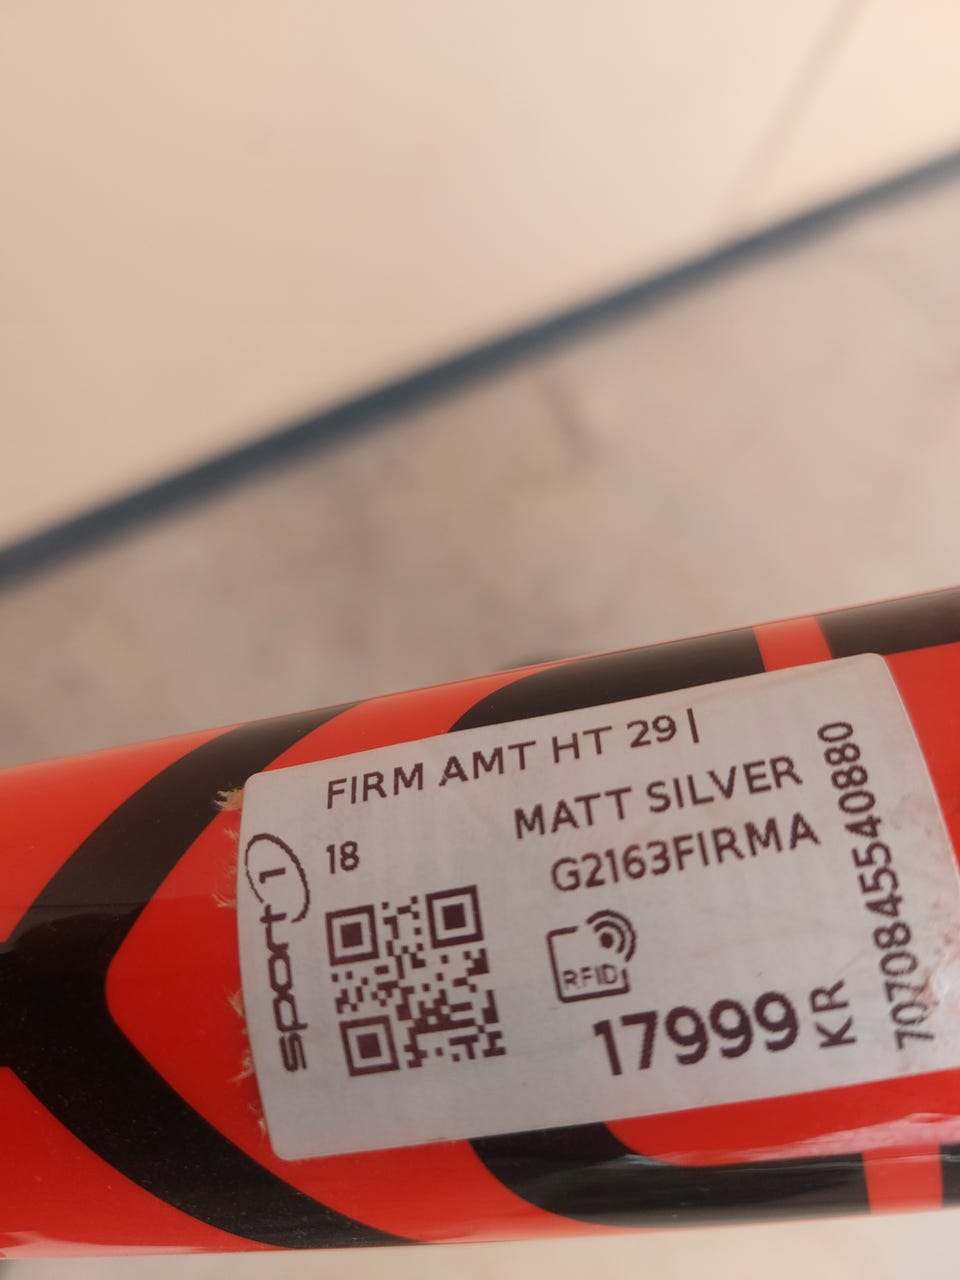 FIRM AMT HT 29 |
MATT SILVER
18
G2163FIRMA
sport 1
RFID
17999 KR
7070845540880